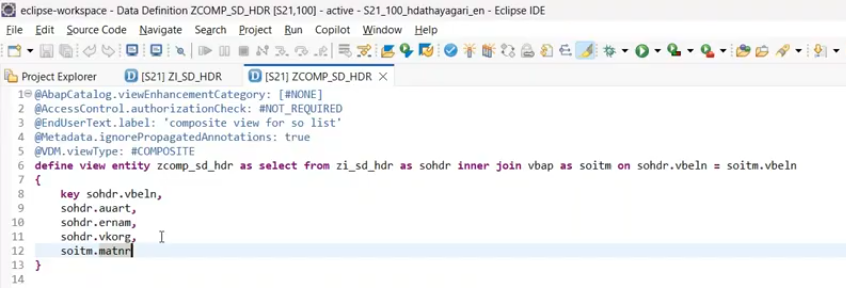 eclipse-workspace - Data Definition ZCOMP_SD_HDR [S21,100] - active - S21_100_hdathayagari_en - Eclipse IDE
File Edit Source Code Navigate Search Project Run Copilot Window Help
Project Explorer [S21] ZI_SD_HDR [S21] ZCOMP_SD_HDR
1 @AbapCatalog.viewEnhancementCategory: [#NONE]
2 @AccessControl.authorizationCheck: #NOT_REQUIRED
3 @EndUserText.label: 'composite view for so list'
4 @Metadata.ignorePropagatedAnnotations: true
5 @VDM.viewType: #COMPOSITE
6 define view entity zcomp_sd_hdr as select from zi_sd_hdr as sohdr inner join vbap as soitm on sohdr.vbeln = soitm.vbeln
7 {
8 key sohdr.vbeln,
9 sohdr.auart,
10 sohdr.ernam,
11 sohdr.vkorg,
12 soitm.matnr
13 }
14